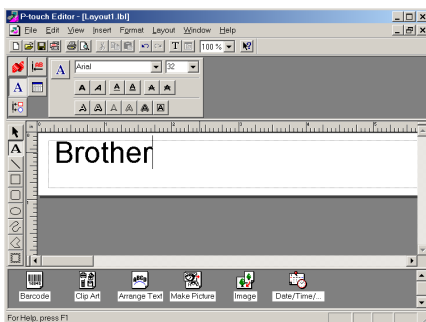 P-touch Editor - [Layout1.lbl]
File Edit View Insert Format Layout Window Help
100 %
Arial 32
A A A A A A
A A A A A A
Brother
Barcode Clip Art Arrange Text Make Picture Image Date/Time/...
For Help, press F1